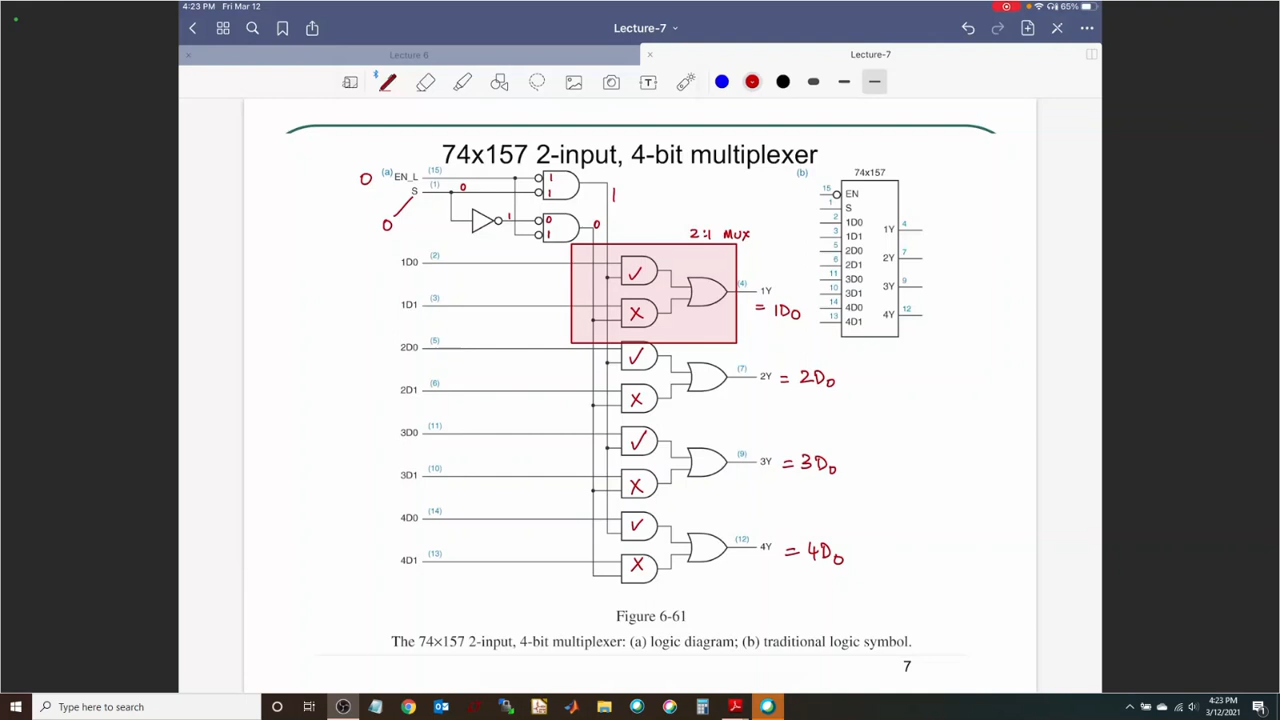 4:23 PM Fri Mar 12
65%
Lecture-7
Lecture 6
Lecture-7
T
74x157 2-input, 4-bit multiplexer
(a) EN_L (15)
0
S (1)
0
0
1
1
1
1
0
1
0
2:1 MUX
1D0 (2)
1D1 (3)
(4) 1Y
= 1D0
2D0 (5)
2D1 (6)
(7) 2Y = 2D0
3D0 (11)
3D1 (10)
(9) 3Y = 3D0
4D0 (14)
4D1 (13)
(12) 4Y = 4D0
(b)
74x157
15 EN
1 S
2 1D0
3 1D1
5 2D0
6 2D1
11 3D0
10 3D1
14 4D0
13 4D1
1Y 4
2Y 7
3Y 9
4Y 12
Figure 6-61
The 74×157 2-input, 4-bit multiplexer: (a) logic diagram; (b) traditional logic symbol.
7
Type here to search
4:23 PM
3/12/2021